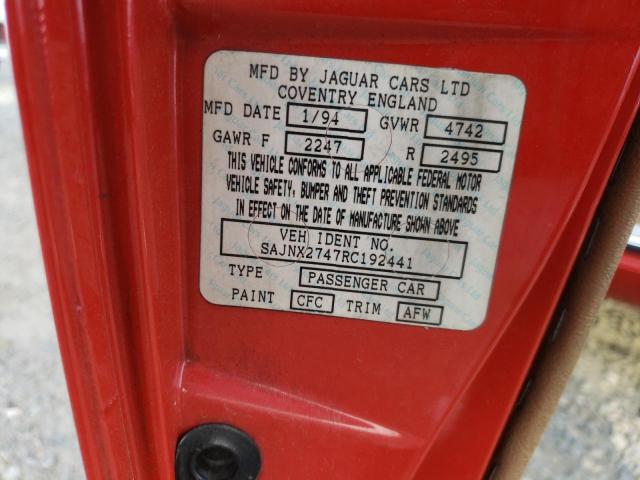 MFD BY JAGUAR CARS LTD
COVENTRY ENGLAND
MFD DATE 1/94 GVWR 4742
GAWR F 2247 R 2495
THIS VEHICLE CONFORMS TO ALL APPLICABLE FEDERAL MOTOR
VEHICLE SAFETY, BUMPER AND THEFT PREVENTION STANDARDS
IN EFFECT ON THE DATE OF MANUFACTURE SHOWN ABOVE
VEH IDENT NO.
SAJNX2747RC192441
TYPE PASSENGER CAR
PAINT CFC TRIM AFW